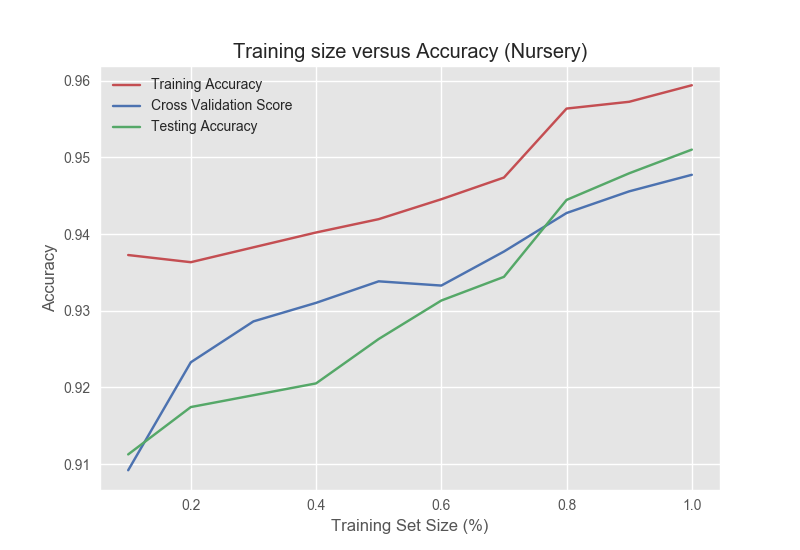 Training size versus Accuracy (Nursery)
Training Accuracy
Cross Validation Score
Testing Accuracy
Accuracy
0.96
0.95
0.94
0.93
0.92
0.91
0.2 0.4 0.6 0.8 1.0
Training Set Size (%)